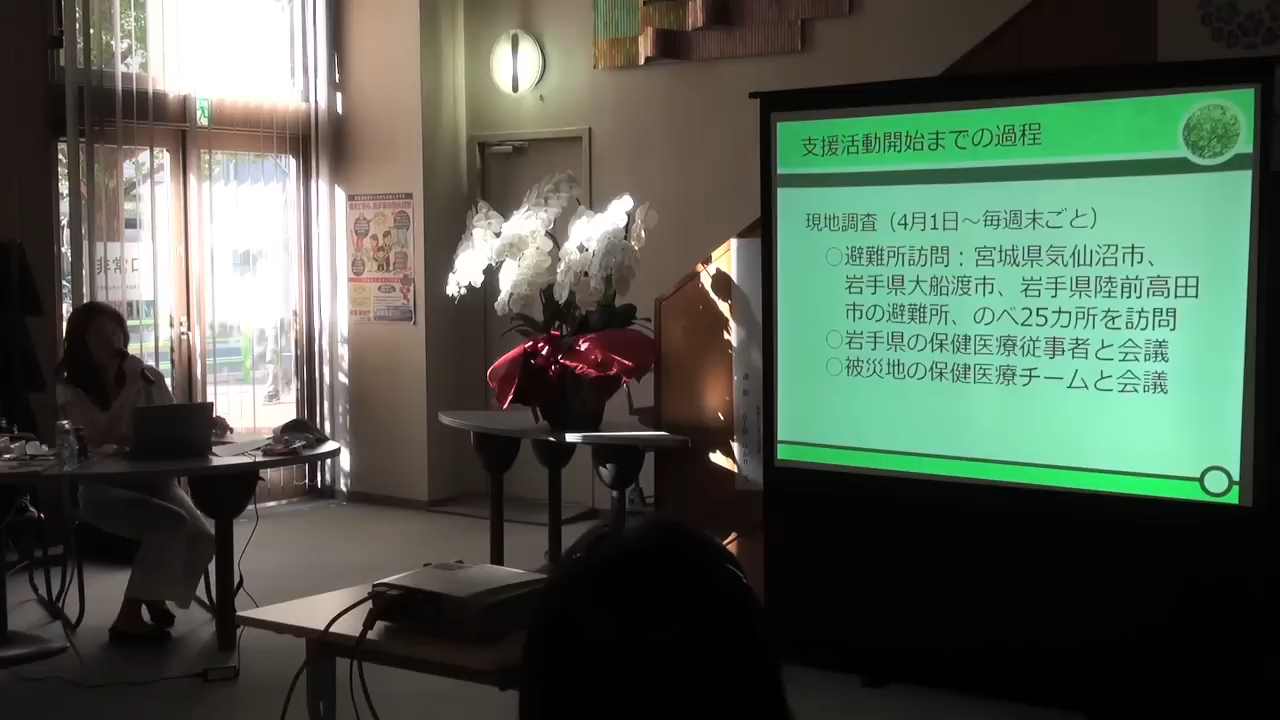 支援活動開始までの過程
現地調査（4月1日～毎週末ごと）
○避難所訪問：宮城県気仙沼市、
岩手県大船渡市、岩手県陸前高田
市の避難所、のべ25カ所を訪問
○岩手県の保健医療従事者と会議
○被災地の保健医療チームと会議